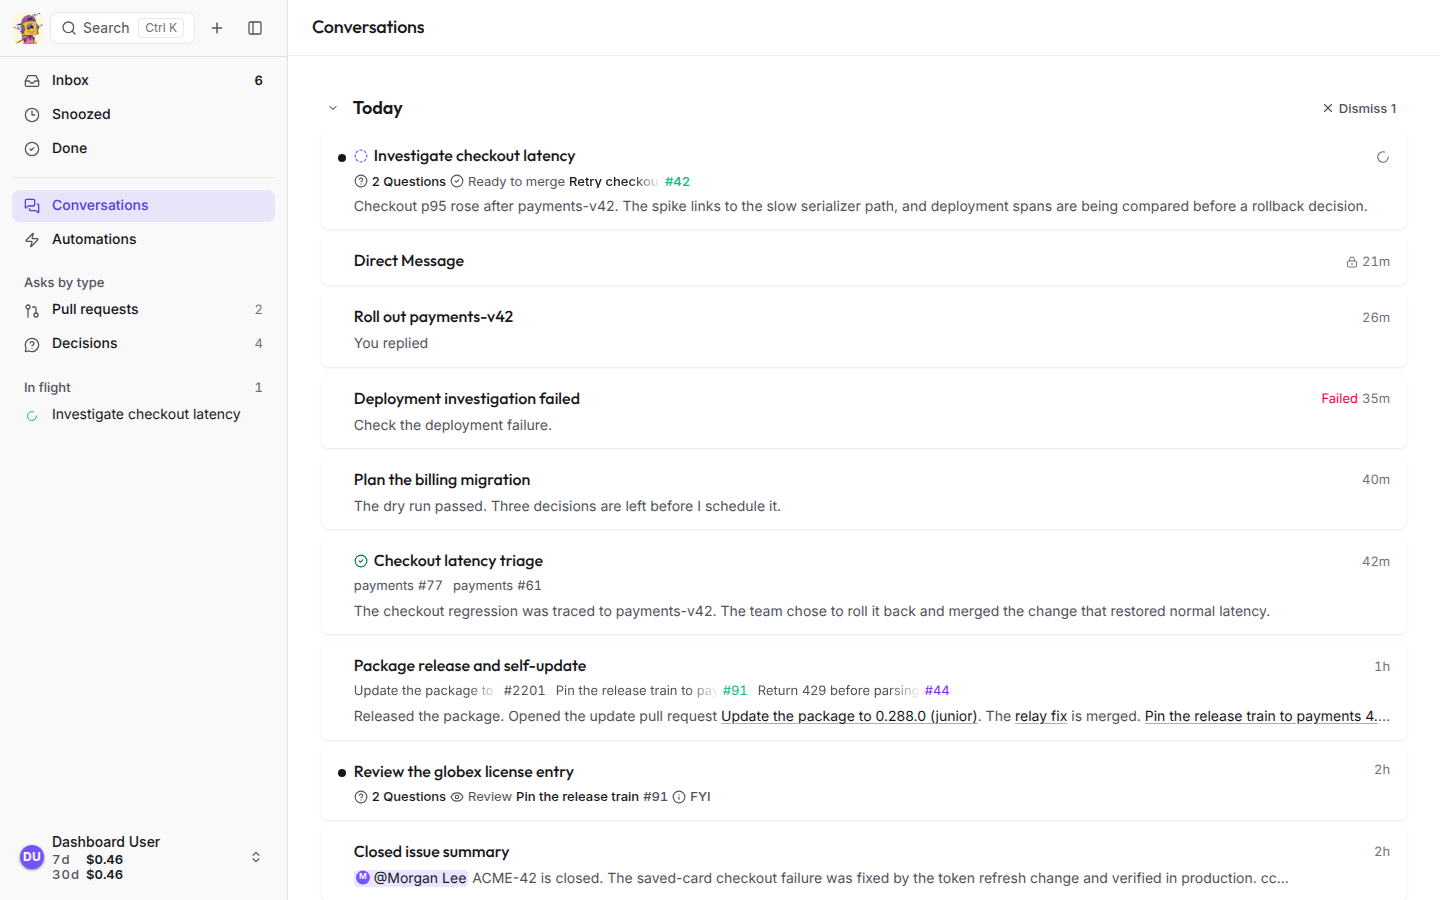 Search Ctrl K
Conversations
Inbox 6
Snoozed
Done
Conversations
Automations
Asks by type
Pull requests 2
Decisions 4
In flight 1
Investigate checkout latency
Dashboard User
DU
7d $0.46
30d $0.46
Today
Dismiss 1
Investigate checkout latency
2 Questions Ready to merge Retry checkou #42
Checkout p95 rose after payments-v42. The spike links to the slow serializer path, and deployment spans are being compared before a rollback decision.
Direct Message 21m
Roll out payments-v42 26m
You replied
Deployment investigation failed Failed 35m
Check the deployment failure.
Plan the billing migration 40m
The dry run passed. Three decisions are left before I schedule it.
Checkout latency triage 42m
payments #77 payments #61
The checkout regression was traced to payments-v42. The team chose to roll it back and merged the change that restored normal latency.
Package release and self-update 1h
Update the package to #2201 Pin the release train to pay #91 Return 429 before parsing #44
Released the package. Opened the update pull request Update the package to 0.288.0 (junior). The relay fix is merged. Pin the release train to payments 4....
Review the globex license entry 2h
2 Questions Review Pin the release train #91 FYI
Closed issue summary 2h
M @Morgan Lee ACME-42 is closed. The saved-card checkout failure was fixed by the token refresh change and verified in production. cc...